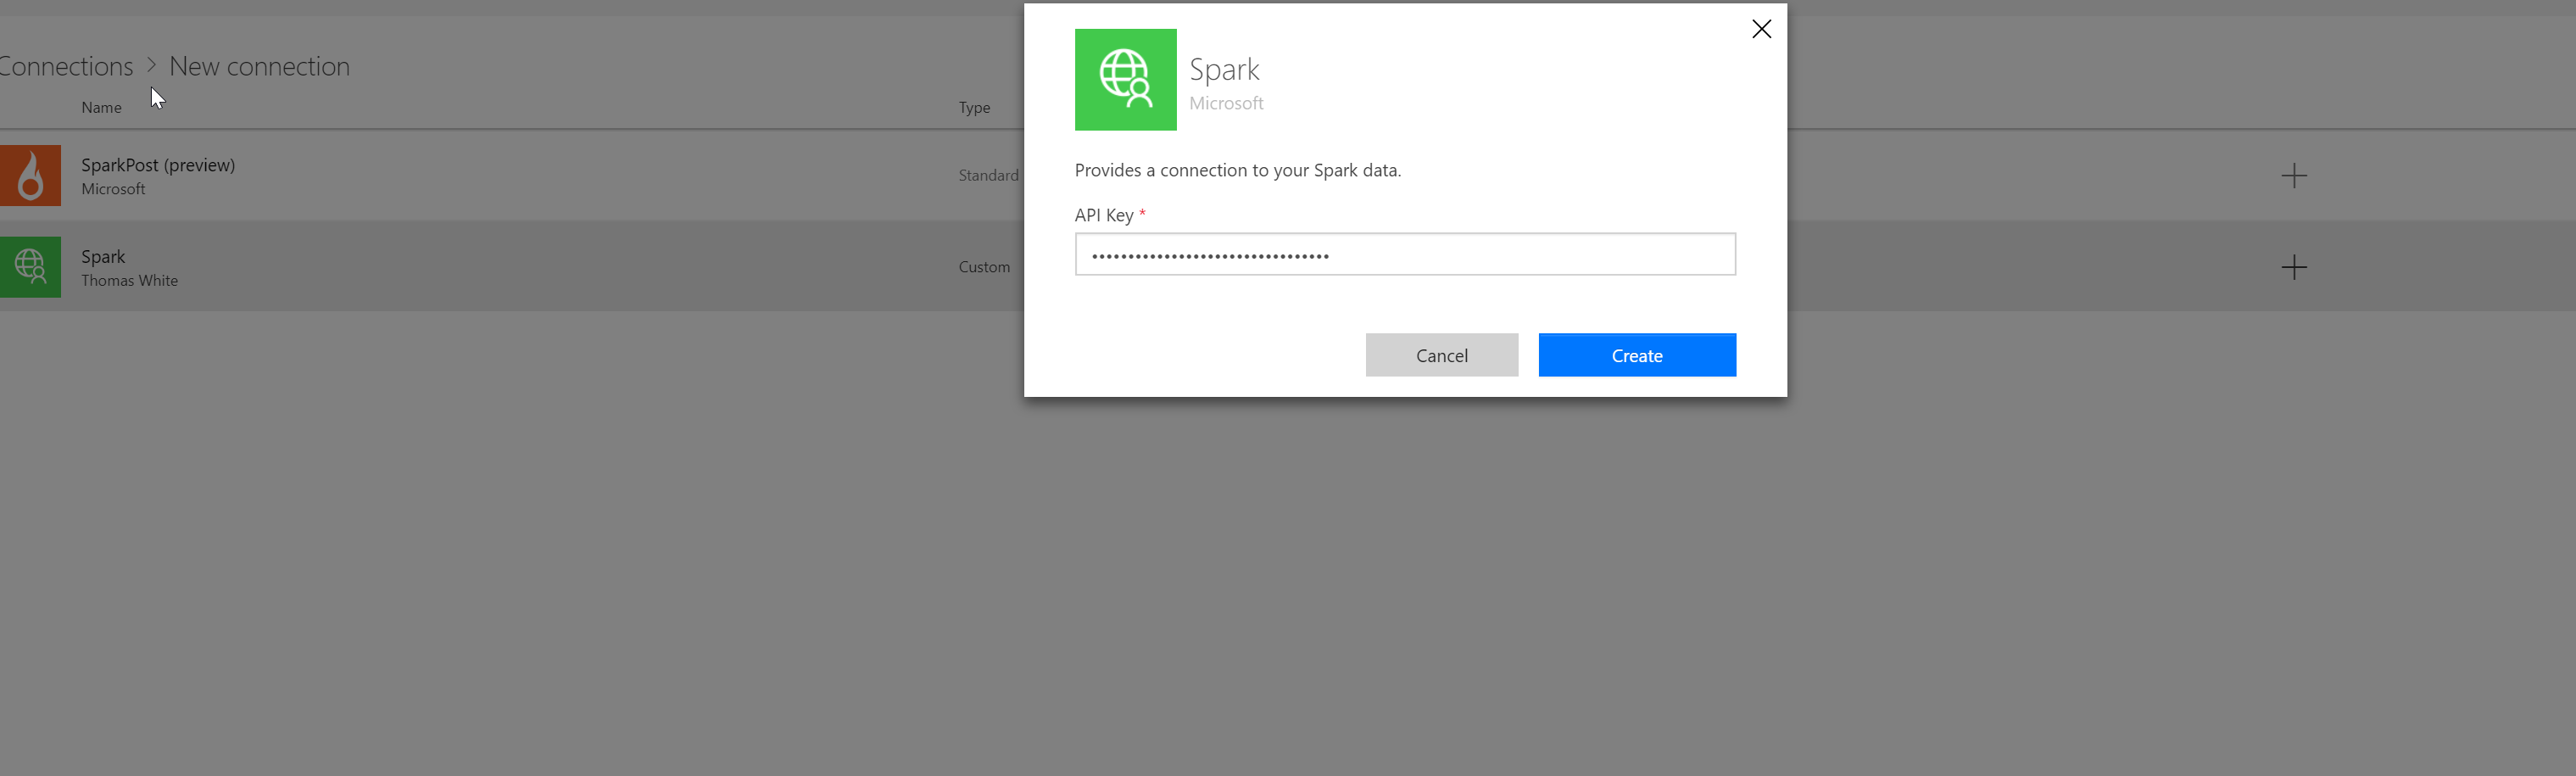 Connections > New connection
Name
Type
SparkPost (preview)
Microsoft
Standard
Spark
Thomas White
Custom
Spark
Microsoft
Provides a connection to your Spark data.
API Key *
•••••••••••••••••••••••••••••••••
Cancel
Create